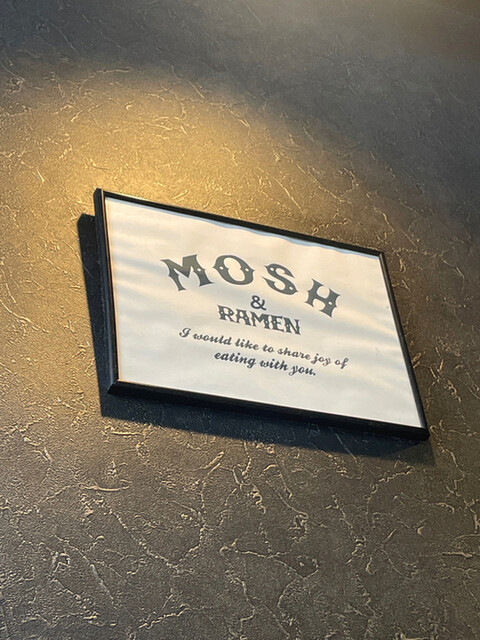 MOSH
&
RAMEN
I would like to share joy of
eating with you.